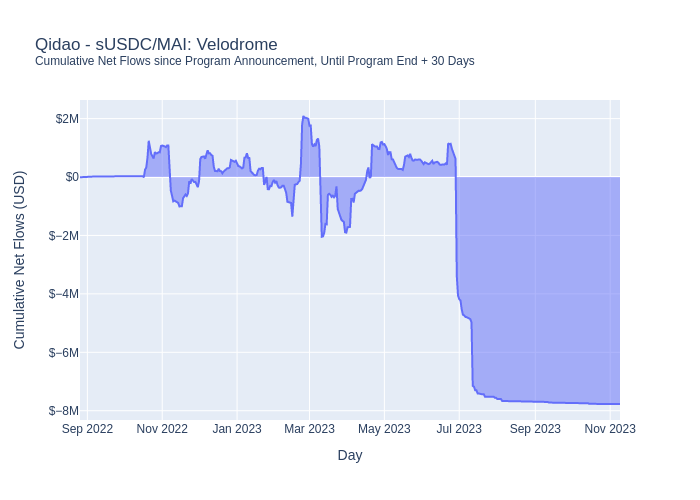 Qidao - sUSDC/MAI: Velodrome
Cumulative Net Flows since Program Announcement, Until Program End + 30 Days
Cumulative Net Flows (USD)
$2M
$0
$−2M
$−4M
$−6M
$−8M
Sep 2022 Nov 2022 Jan 2023 Mar 2023 May 2023 Jul 2023 Sep 2023 Nov 2023
Day